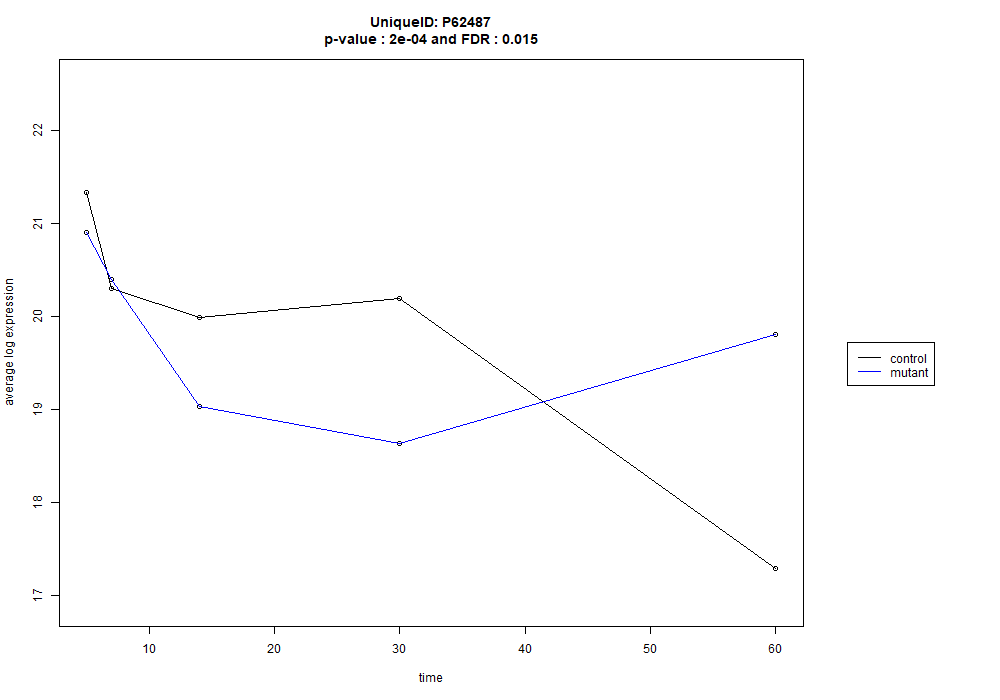 UniqueID: P62487
p-value : 2e-04 and FDR : 0.015
average log expression
22
21
20
19
18
17
10
20
30
40
50
60
time
control
mutant